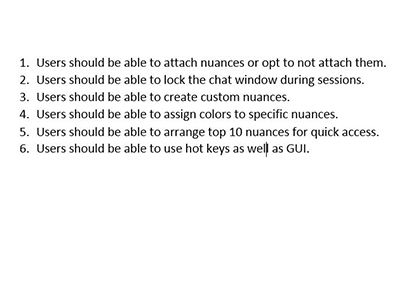 1. Users should be able to attach nuances or opt to not attach them.
2. Users should be able to lock the chat window during sessions.
3. Users should be able to create custom nuances.
4. Users should be able to assign colors to specific nuances.
5. Users should be able to arrange top 10 nuances for quick access.
6. Users should be able to use hot keys as well as GUI.